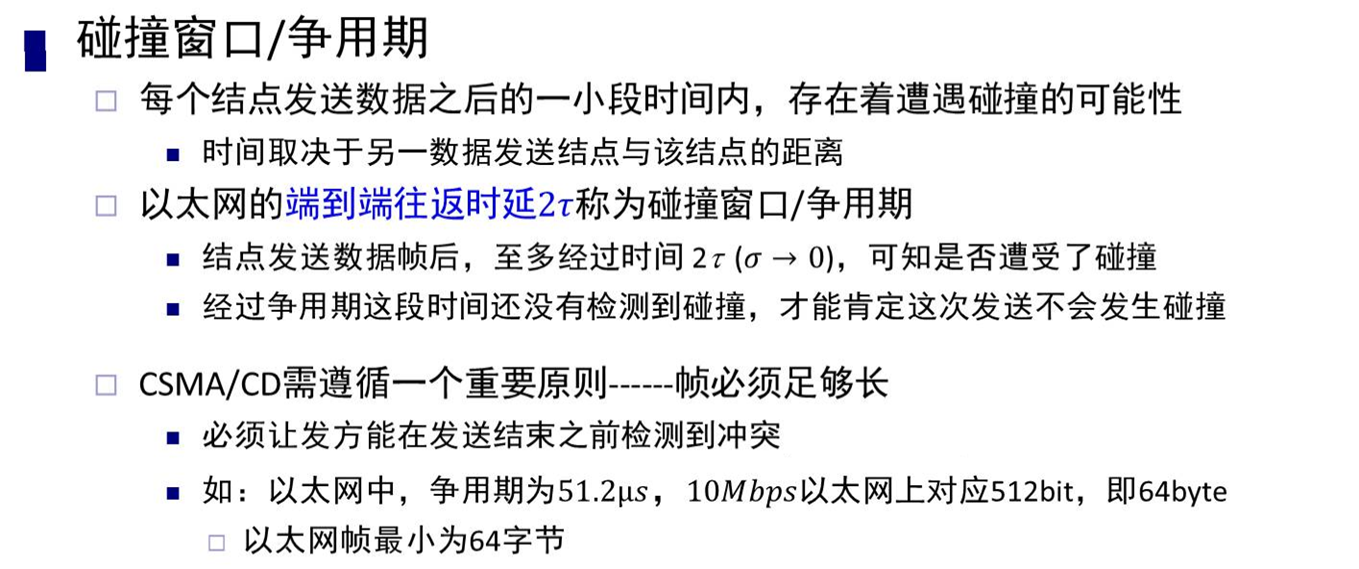 碰撞窗口/争用期
每个结点发送数据之后的一小段时间内，存在着遭遇碰撞的可能性
时间取决于另一数据发送结点与该结点的距离
以太网的端到端往返时延2τ称为碰撞窗口/争用期
结点发送数据帧后，至多经过时间 2τ (σ → 0)，可知是否遭受了碰撞
经过争用期这段时间还没有检测到碰撞，才能肯定这次发送不会发生碰撞
CSMA/CD需遵循一个重要原则------帧必须足够长
必须让发方能在发送结束之前检测到冲突
如：以太网中，争用期为51.2μs，10Mbps以太网上对应512bit，即64byte
以太网帧最小为64字节